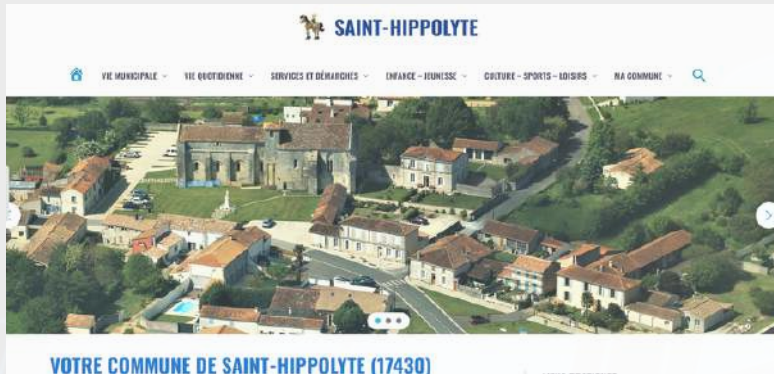 SAINT-HIPPOLYTE
VIE MUNICIPALE
VIE QUOTIDIENNE
SERVICES ET DÉMARCHES
ENFANCE – JEUNESSE
CULTURE – SPORTS – LOISIRS
MA COMMUNE
VOTRE COMMUNE DE SAINT-HIPPOLYTE (17430)